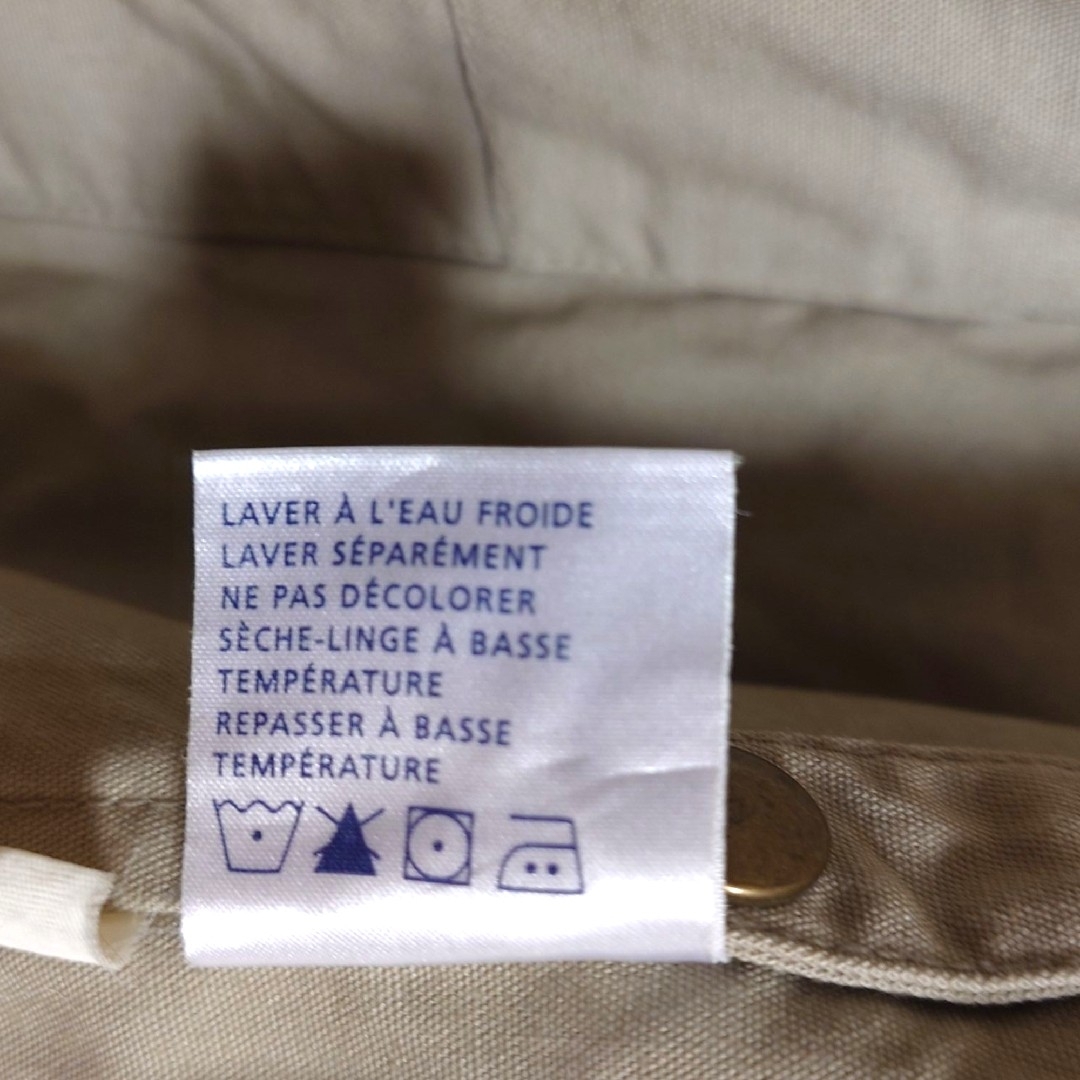 LAVER À L'EAU FROIDE
LAVER SÉPARÉMENT
NE PAS DÉCOLORER
SÈCHE-LINGE À BASSE
TEMPÉRATURE
REPASSER À BASSE
TEMPÉRATURE